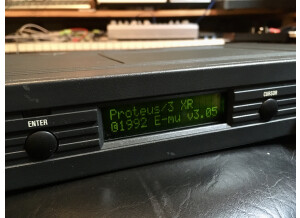 ENTER
Proteus/3 XR
©1992 E-mu v3.05
CURSOR